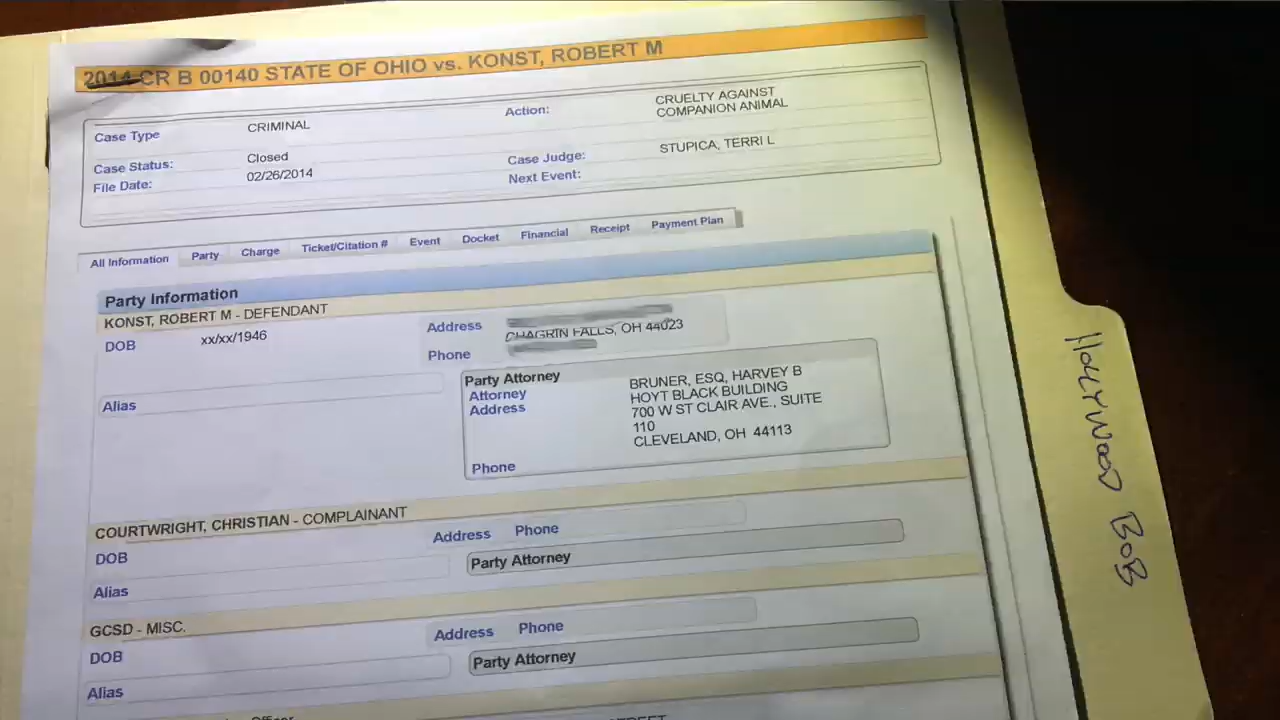 2014 CR B 00140 STATE OF OHIO vs. KONST, ROBERT M
Case Type CRIMINAL Action: CRUELTY AGAINST
COMPANION ANIMAL
Case Status: Closed Case Judge: STUPICA, TERRI L
File Date: 02/26/2014 Next Event:
All Information Party Charge Ticket/Citation # Event Docket Financial Receipt Payment Plan
Party Information
KONST, ROBERT M - DEFENDANT
DOB xx/xx/1946 Address
CHAGRIN FALLS, OH 44023
Phone
Alias
Party Attorney
Attorney BRUNER, ESQ, HARVEY B
Address HOYT BLACK BUILDING
700 W ST CLAIR AVE., SUITE
110
CLEVELAND, OH 44113
Phone
COURTWRIGHT, CHRISTIAN - COMPLAINANT
DOB Address Phone
Alias Party Attorney
GCSD - MISC.
DOB Address Phone
Alias Party Attorney
HOLLYWOOD BOB